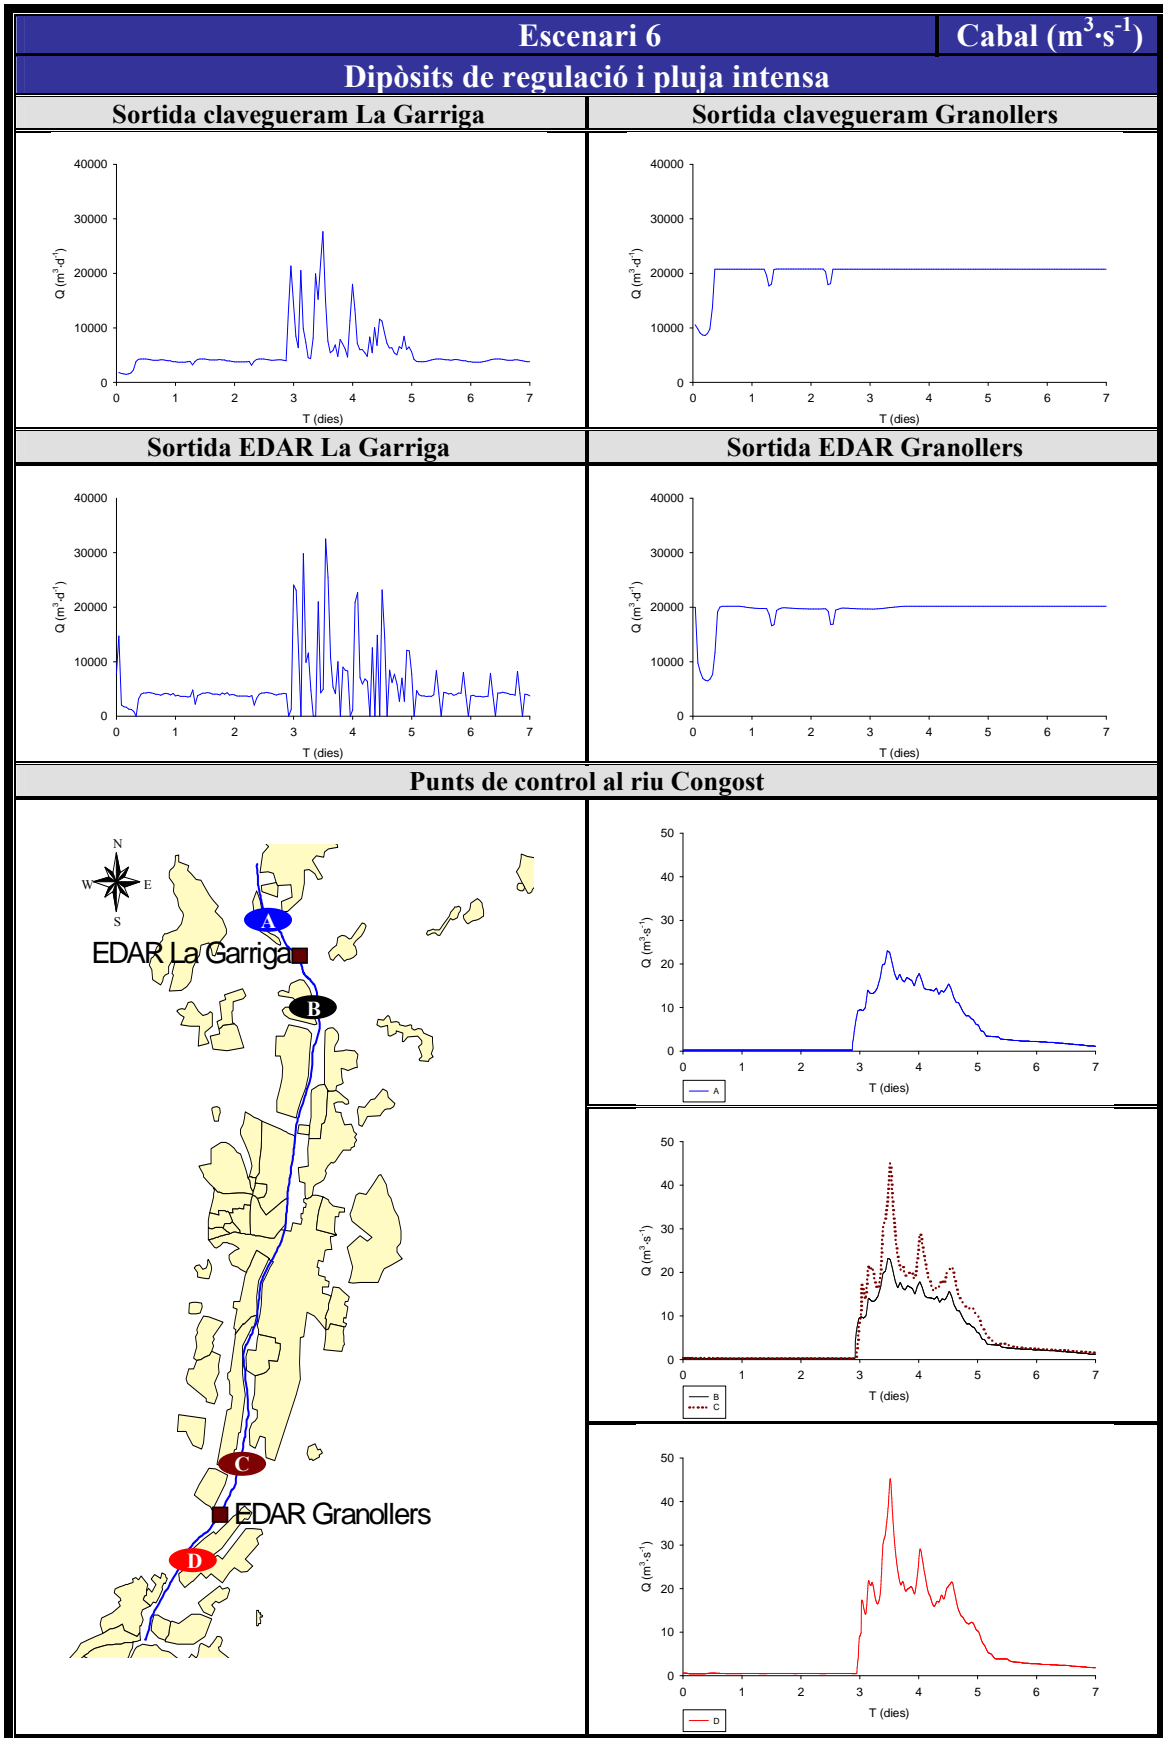 Escenari 6
Cabal (m³·s⁻¹)
Dipòsits de regulació i pluja intensa
Sortida clavegueram La Garriga
Sortida clavegueram Granollers
40000
30000
20000
10000
0
Q (m³·d⁻¹)
0 1 2 3 4 5 6 7
T (dies)
40000
30000
20000
10000
0
Q (m³·d⁻¹)
0 1 2 3 4 5 6 7
T (dies)
Sortida EDAR La Garriga
Sortida EDAR Granollers
40000
30000
20000
10000
0
Q (m³·d⁻¹)
0 1 2 3 4 5 6 7
T (dies)
40000
30000
20000
10000
0
Q (m³·d⁻¹)
0 1 2 3 4 5 6 7
T (dies)
Punts de control al riu Congost
N
W E
S
A
EDAR La Garriga
B
C
EDAR Granollers
D
50
40
30
20
10
0
Q (m³·s⁻¹)
0 1 2 3 4 5 6 7
T (dies)
A
50
40
30
20
10
0
Q (m³·s⁻¹)
0 1 2 3 4 5 6 7
T (dies)
B
C
50
40
30
20
10
0
Q (m³·s⁻¹)
0 1 2 3 4 5 6 7
T (dies)
D